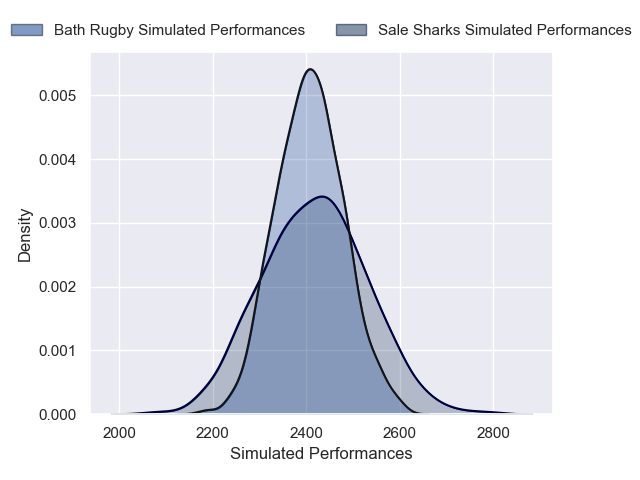 Bath Rugby Simulated Performances
Sale Sharks Simulated Performances
Density
0.005
0.004
0.003
0.002
0.001
0.000
2000 2200 2400 2600 2800
Simulated Performances